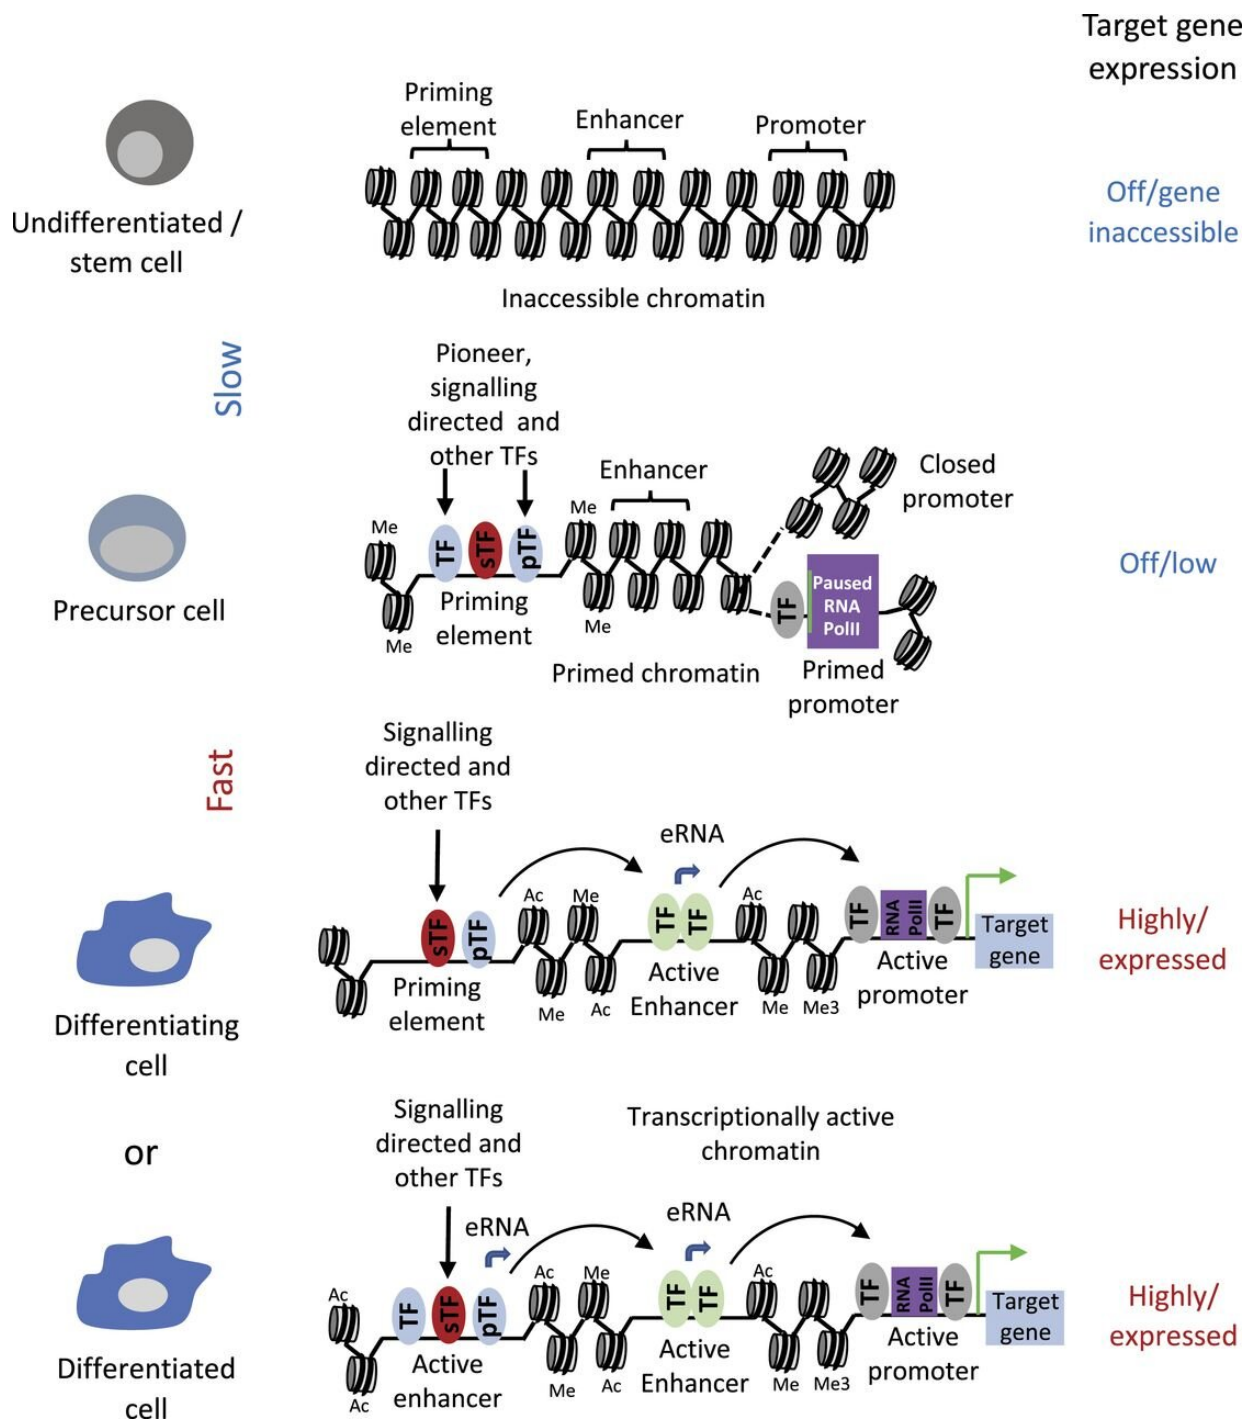 Target gene
expression
Priming
element
Enhancer
Promoter
Undifferentiated /
stem cell
Off/gene
inaccessible
Inaccessible chromatin
Slow
Pioneer,
signalling
directed and
other TFs
Enhancer
Closed
promoter
Me
Me
TF
sTF
pTF
Paused
RNA
PolII
TF
Off/low
Precursor cell
Priming
element
Me
Me
Primed chromatin
Primed
promoter
Fast
Signalling
directed and
other TFs
eRNA
Ac
Me
Ac
sTF
pTF
TF
TF
TF
RNA
PolII
TF
Target
gene
Highly/
expressed
Priming
element
Me
Ac
Active
Enhancer
Me
Me3
Active
promoter
Differentiating
cell
or
Signalling
directed and
other TFs
Transcriptionally active
chromatin
eRNA
eRNA
Ac
Ac
Me
Ac
TF
sTF
pTF
TF
TF
TF
RNA
PolII
TF
Target
gene
Highly/
expressed
Differentiated
cell
Ac
Active
enhancer
Me
Ac
Active
Enhancer
Me
Me3
Active
promoter